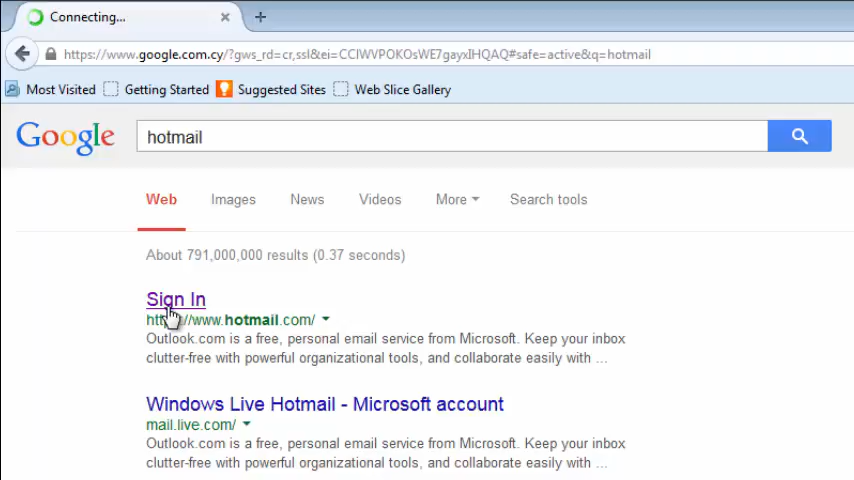 Connecting...
https://www.google.com.cy/?gws_rd=cr,ssl&ei=CCIWVPOKOsWE7gayxIHQAQ#safe=active&q=hotmail
Most Visited Getting Started Suggested Sites Web Slice Gallery
Google hotmail
Web Images News Videos More Search tools
About 791,000,000 results (0.37 seconds)
Sign In
//www.hotmail.com/
Outlook.com is a free, personal email service from Microsoft. Keep your inbox
clutter-free with powerful organizational tools, and collaborate easily with ...
Windows Live Hotmail - Microsoft account
mail.live.com/
Outlook.com is a free, personal email service from Microsoft. Keep your inbox
clutter-free with powerful organizational tools, and collaborate easily with ...